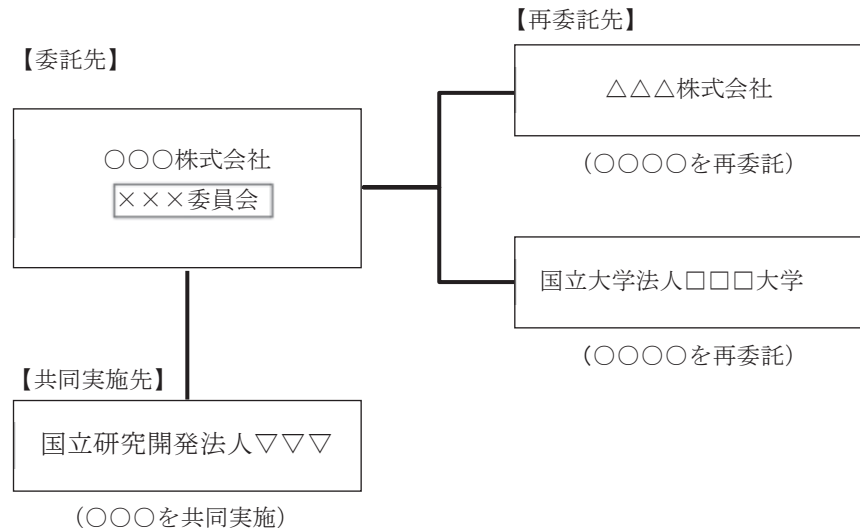 【委託先】
○○○株式会社
×××委員会
【再委託先】
△△△株式会社
（○○○○を再委託）
国立大学法人□□□大学
（○○○○を再委託）
【共同実施先】
国立研究開発法人▽▽▽
（○○○を共同実施）